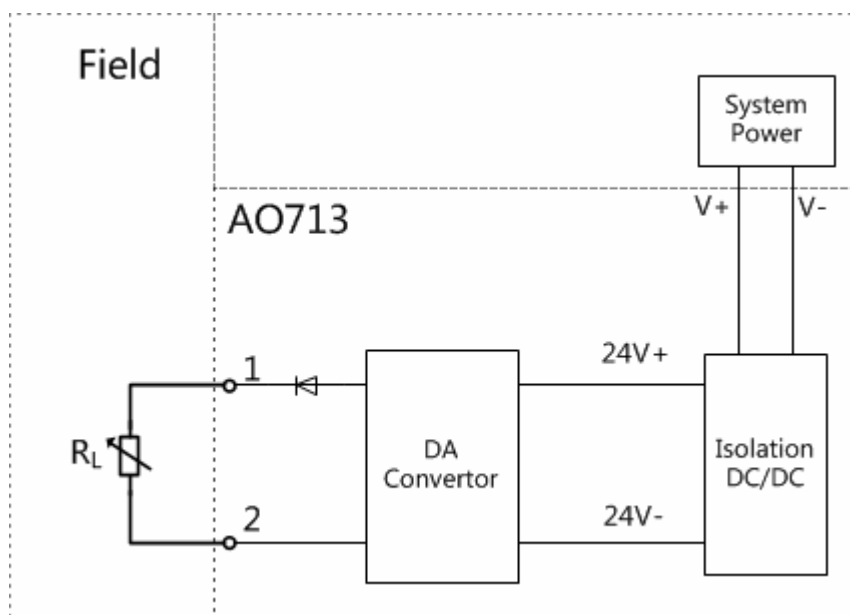 Field
System
Power
V+
V-
AO713
1
24V+
RL
DA
Convertor
Isolation
DC/DC
2
24V-